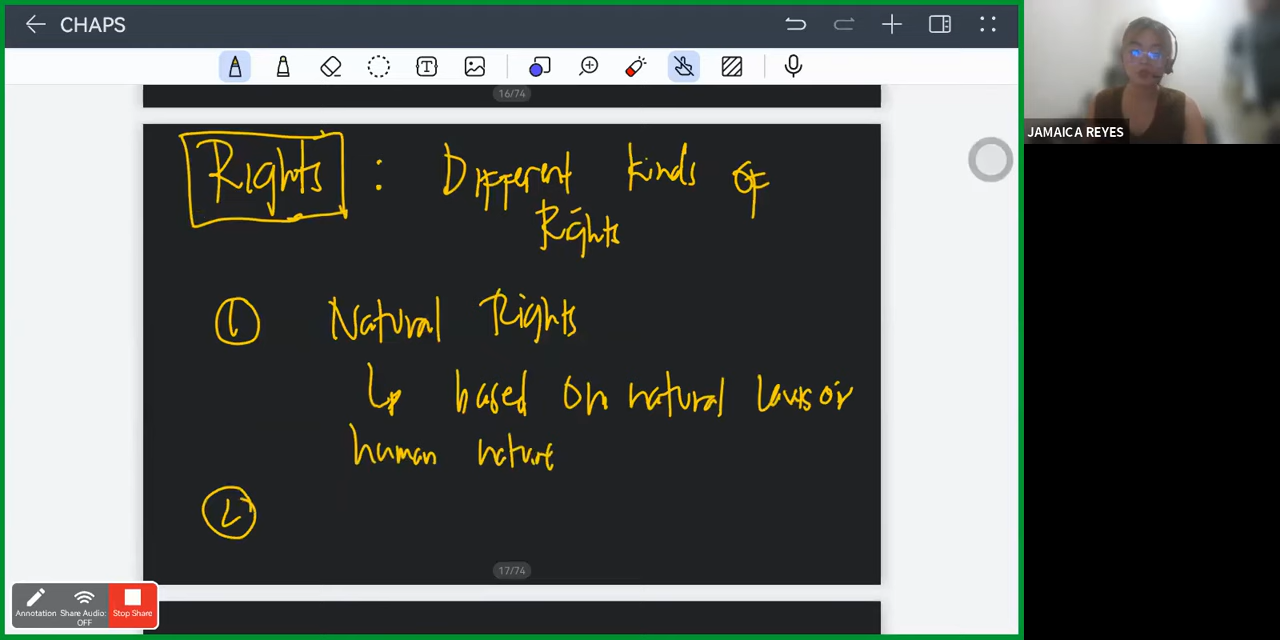 CHAPS
JAMAICA REYES
16/74
Rights : Different kinds of
Rights
1 Natural Rights
↳ based on natural laws or
human nature
2
17/74
Annotation
Share Audio: OFF
Stop Share